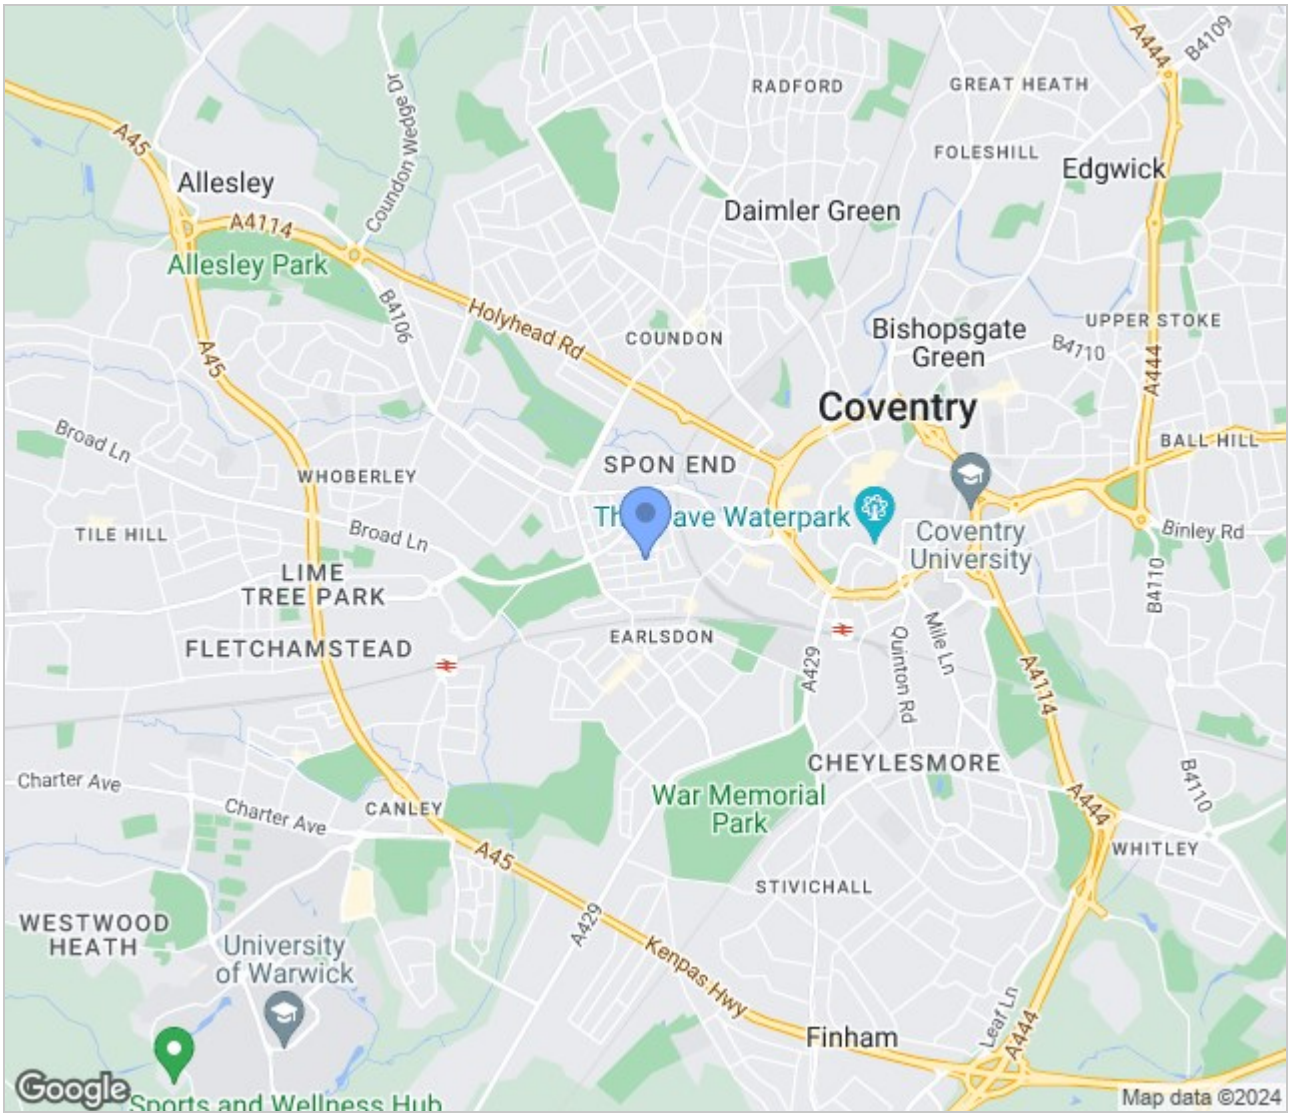 A444
B4109
RADFORD
GREAT HEATH
Coundon Wedge Dr
A45
FOLESHILL
Edgwick
Allesley
Daimler Green
A4114
Allesley Park
B4106
Holyhead Rd
COUNDON
Bishopsgate
Green
UPPER STOKE
B4710
A45
A444
Coventry
Broad Ln
BALL HILL
SPON END
WHOBERLEY
Broad Ln
TILE HILL
Waterpark
Coventry
University
Binley Rd
LIME
TREE PARK
B4110
EARLSDON
FLETCHAMSTEAD
A429
Quinton Rd
Mile Ln
A4114
CHEYLESMORE
Charter Ave
Charter Ave
CANLEY
War Memorial
Park
A444
B4110
WHITLEY
A45
STIVICHALL
WESTWOOD
HEATH
University
of Warwick
A429
Kenpas Hwy
Finham
Leaf Ln
A444
Sports and Wellness Hub
Google
Map data ©2024